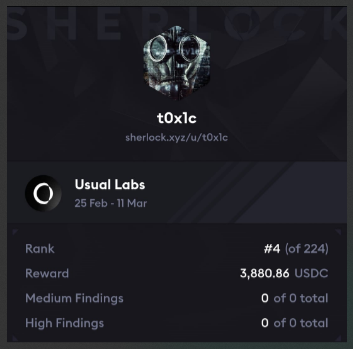 SHERLOCK
t0x1c
sherlock.xyz/u/t0x1c
Usual Labs
25 Feb - 11 Mar
Rank #4 (of 224)
Reward 3,880.86 USDC
Medium Findings 0 of 0 total
High Findings 0 of 0 total